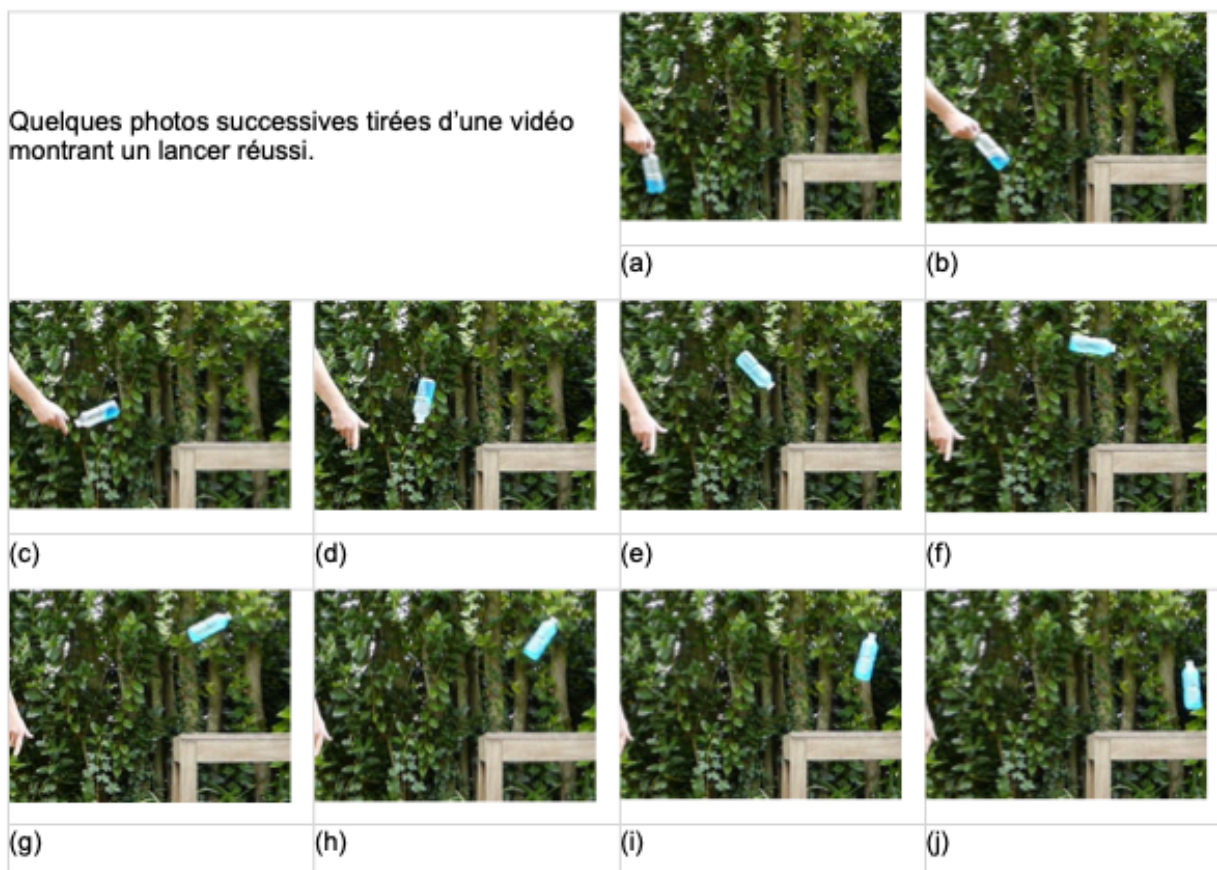 Quelques photos successives tirées d'une vidéo
montrant un lancer réussi.
(a)
(b)
(c)
(d)
(e)
(f)
(g)
(h)
(i)
(j)